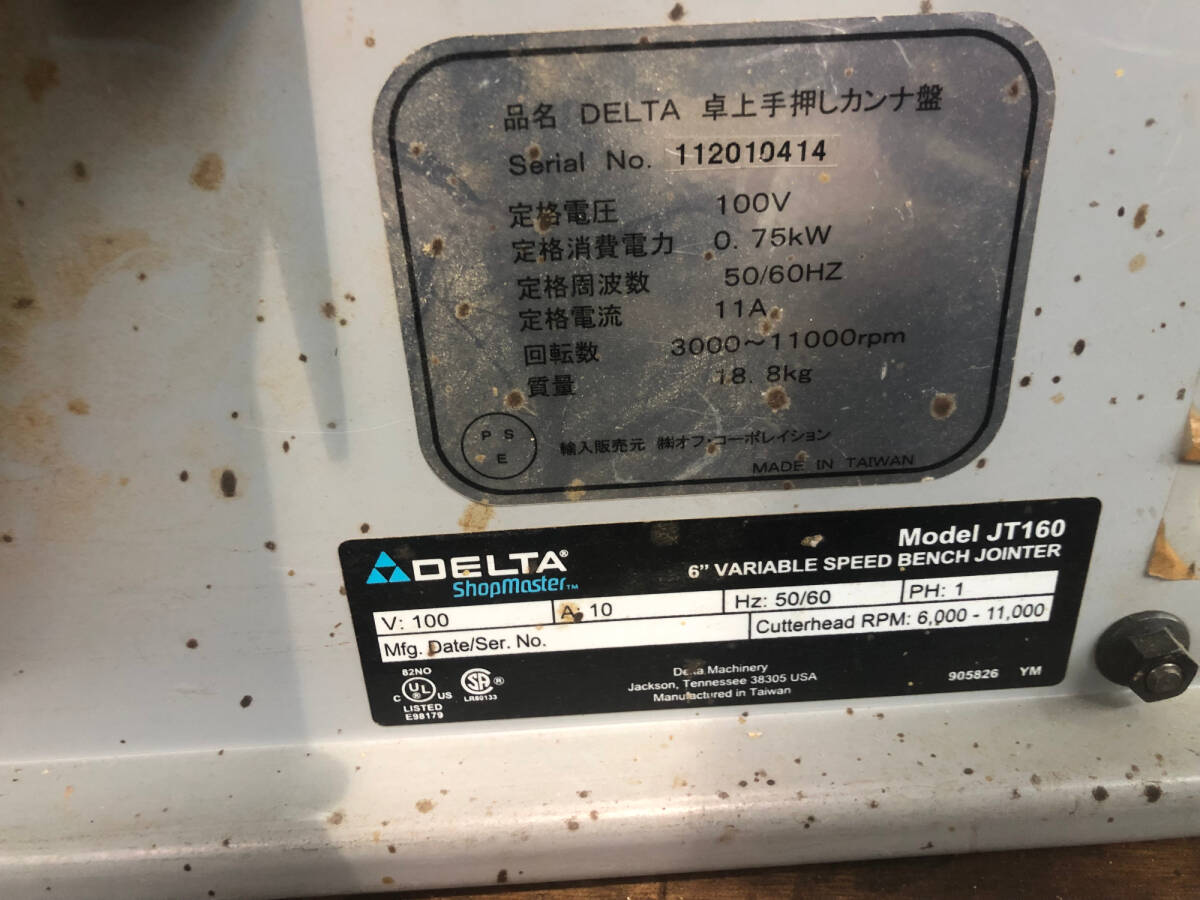 品名 DELTA 卓上手押しカンナ盤
Serial No. 112010414
定格電圧 100V
定格消費電力 0.75kW
定格周波数 50/60HZ
定格電流 11A
回転数 3000～11000rpm
質量 18.8kg
PSE 輸入販売元 ㈱オフ・コーポレイション
MADE IN TAIWAN
DELTA® Model JT160
ShopMaster™ 6" VARIABLE SPEED BENCH JOINTER
V: 100 A: 10 Hz: 50/60 PH: 1
Mfg. Date/Ser. No. Cutterhead RPM: 6,000 - 11,000
82NO
C UL® US
LISTED
E98179
SA®
LR80133
Delta Machinery
Jackson, Tennessee 38305 USA
Manufactured in Taiwan
905826 YM